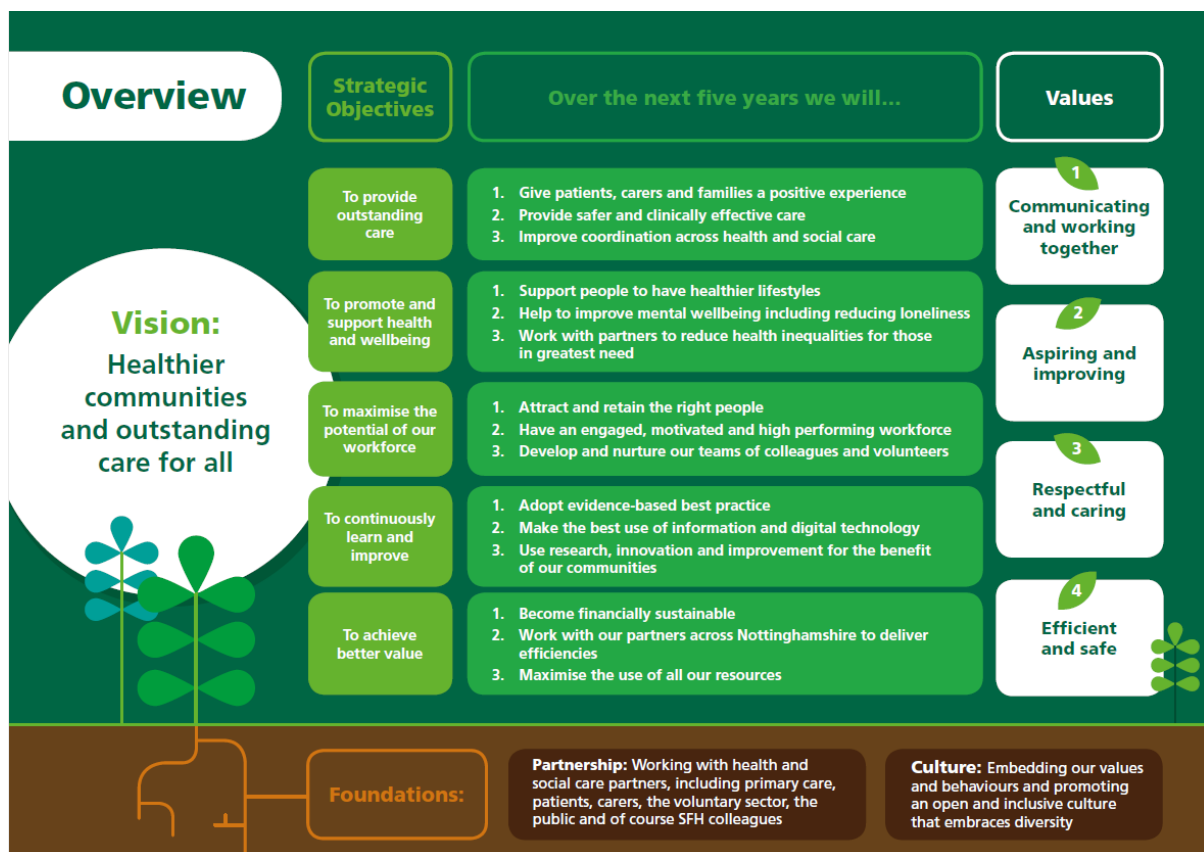 Overview
Strategic
Objectives
Over the next five years we will...
Values
Vision:
Healthier
communities
and outstanding
care for all
To provide
outstanding
care
1. Give patients, carers and families a positive experience
2. Provide safer and clinically effective care
3. Improve coordination across health and social care
To promote and
support health
and wellbeing
1. Support people to have healthier lifestyles
2. Help to improve mental wellbeing including reducing loneliness
3. Work with partners to reduce health inequalities for those
in greatest need
To maximise the
potential of our
workforce
1. Attract and retain the right people
2. Have an engaged, motivated and high performing workforce
3. Develop and nurture our teams of colleagues and volunteers
To continuously
learn and
improve
1. Adopt evidence-based best practice
2. Make the best use of information and digital technology
3. Use research, innovation and improvement for the benefit
of our communities
To achieve
better value
1. Become financially sustainable
2. Work with our partners across Nottinghamshire to deliver
efficiencies
3. Maximise the use of all our resources
1
Communicating
and working
together
2
Aspiring and
improving
3
Respectful
and caring
4
Efficient
and safe
Foundations:
Partnership: Working with health and
social care partners, including primary care,
patients, carers, the voluntary sector, the
public and of course SFH colleagues
Culture: Embedding our values
and behaviours and promoting
an open and inclusive culture
that embraces diversity